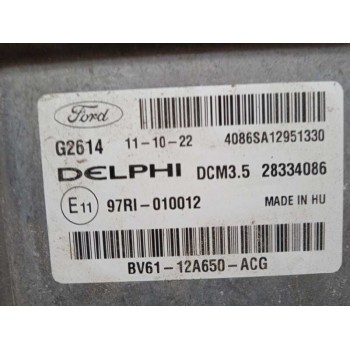 Ford
G2614 11-10-22 4086SA12951330
DELPHI DCM3.5 28334086
E11 97RI-010012 MADE IN HU
BV61-12A650-ACG